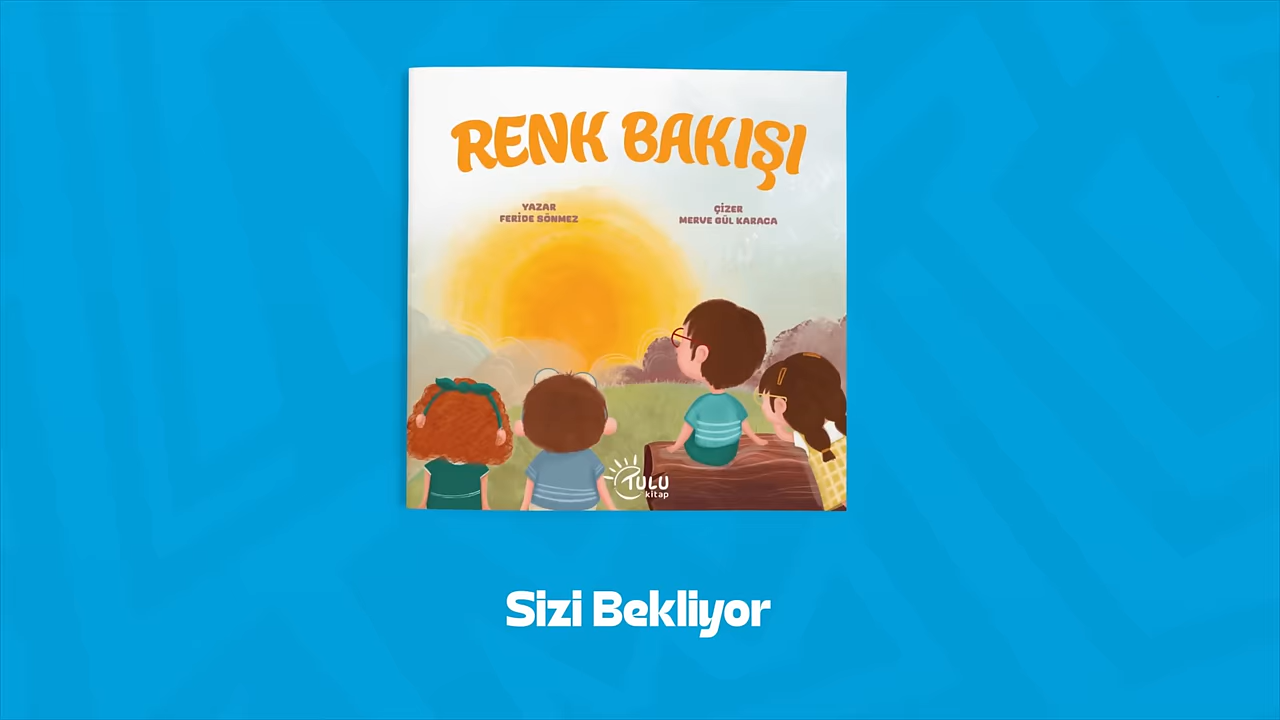 RENK BAKIŞI
YAZAR
FERİDE SÖNMEZ
ÇİZER
MERVE GÜL KARACA
TULU
kitap
Sizi Bekliyor